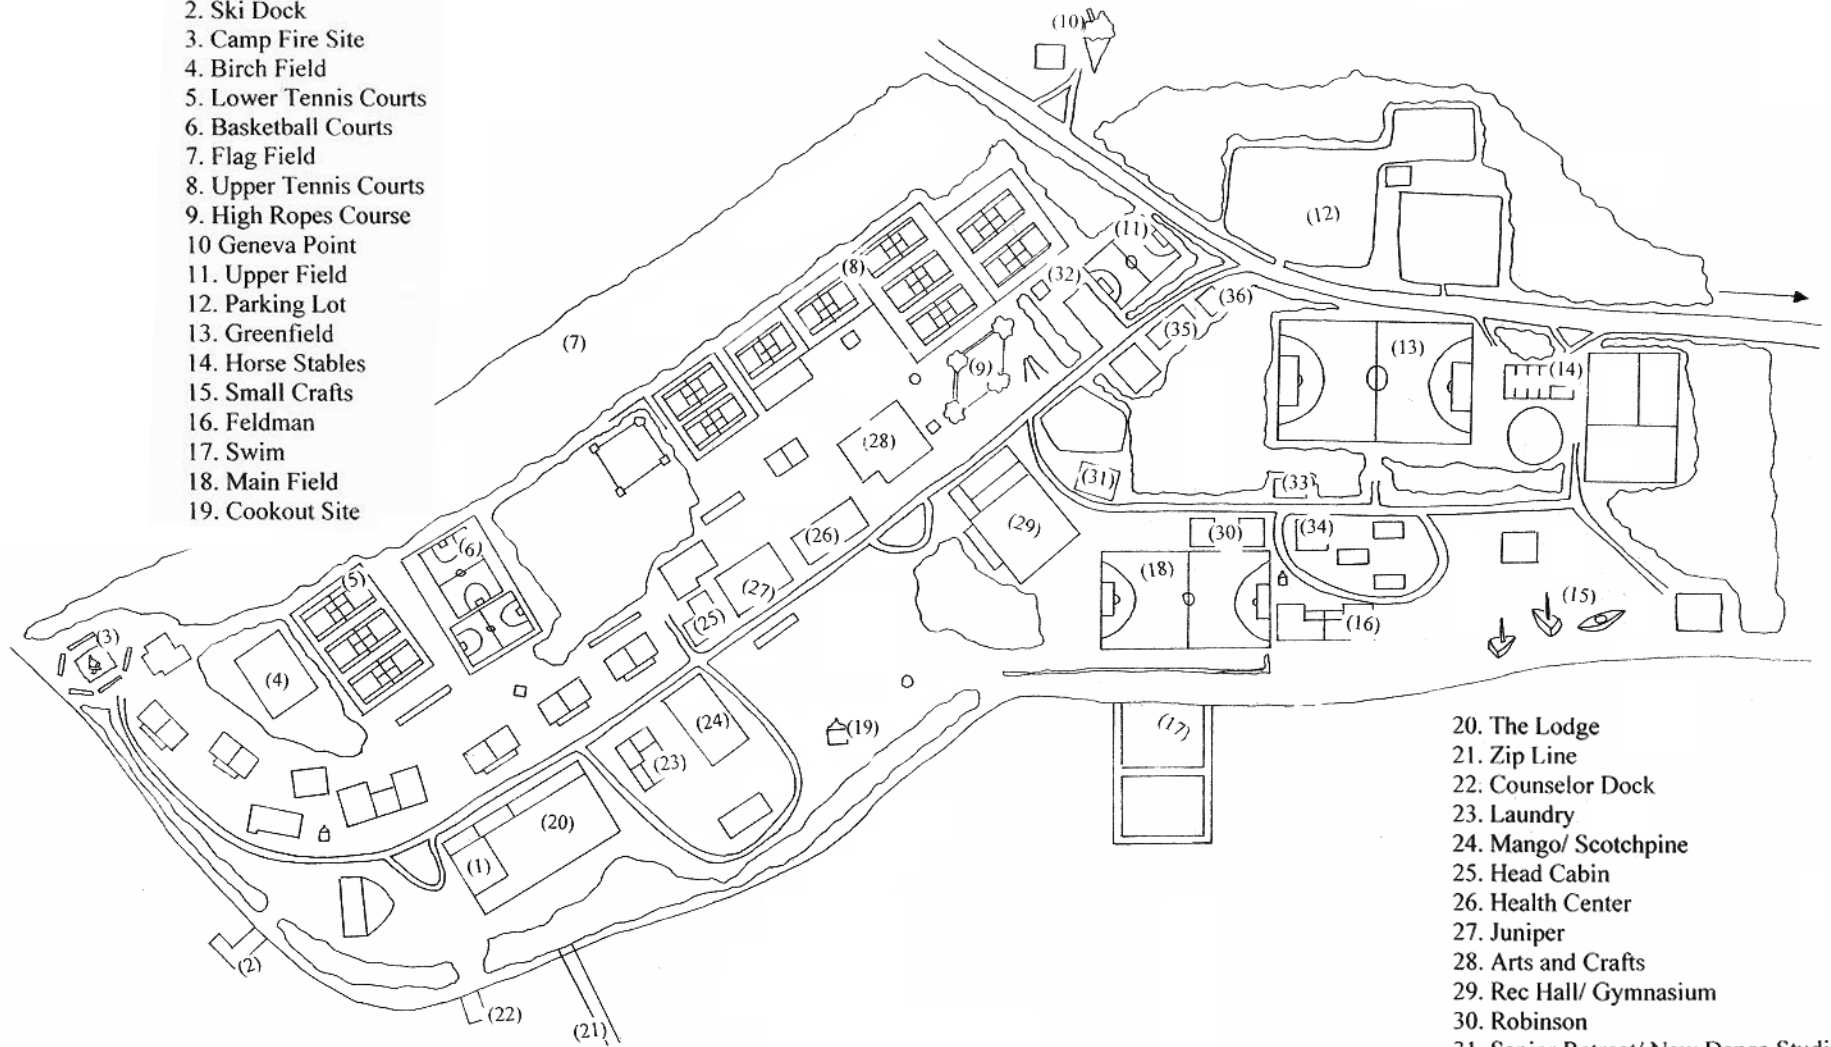 2. Ski Dock
3. Camp Fire Site
4. Birch Field
5. Lower Tennis Courts
6. Basketball Courts
7. Flag Field
8. Upper Tennis Courts
9. High Ropes Course
10 Geneva Point
11. Upper Field
12. Parking Lot
13. Greenfield
14. Horse Stables
15. Small Crafts
16. Feldman
17. Swim
18. Main Field
19. Cookout Site
(10)
(12)
(11)
(8)
(32)
(36)
(35)
(7)
(13)
(9)
(14)
(28)
(31)
(33)
(29)
(26)
(30)
(34)
(6)
(5)
(27)
(18)
(15)
(25)
(16)
(3)
(4)
(24)
(19)
(17)
(23)
(20)
(1)
(2)
(22)
(21)
20. The Lodge
21. Zip Line
22. Counselor Dock
23. Laundry
24. Mango/ Scotchpine
25. Head Cabin
26. Health Center
27. Juniper
28. Arts and Crafts
29. Rec Hall/ Gymnasium
30. Robinson